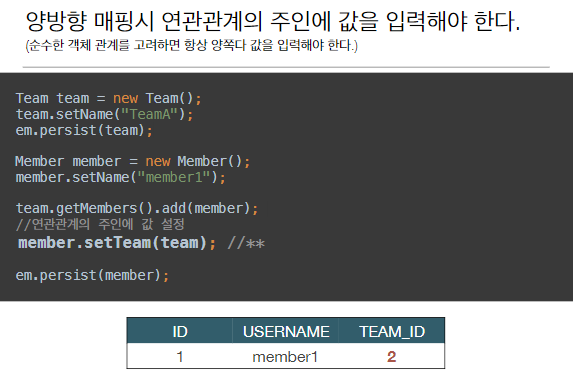 양방향 매핑시 연관관계의 주인에 값을 입력해야 한다.
(순수한 객체 관계를 고려하면 항상 양쪽다 값을 입력해야 한다.)
Team team = new Team();
team.setName("TeamA");
em.persist(team);
Member member = new Member();
member.setName("member1");
team.getMembers().add(member);
//연관관계의 주인에 값 설정
member.setTeam(team); //**
em.persist(member);
ID USERNAME TEAM_ID
1 member1 2